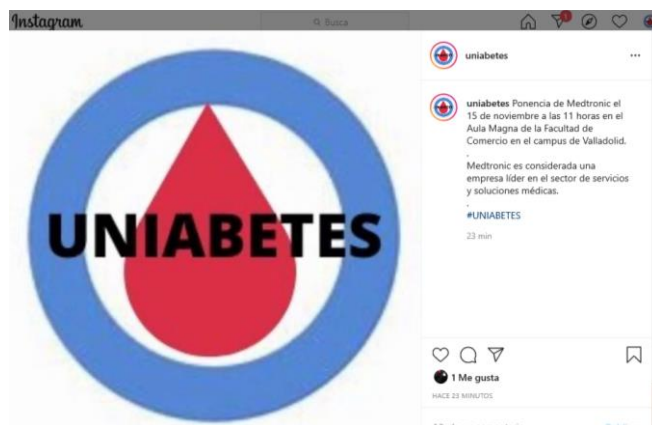 Instagram
Busca
1
uniabetes
UNIABETES
uniabetes Ponencia de Medtronic el
15 de noviembre a las 11 horas en el
Aula Magna de la Facultad de
Comercio en el campus de Valladolid.
.
Medtronic es considerada una
empresa líder en el sector de servicios
y soluciones médicas.
.
#UNIABETES
23 min
1 Me gusta
HACE 23 MINUTOS